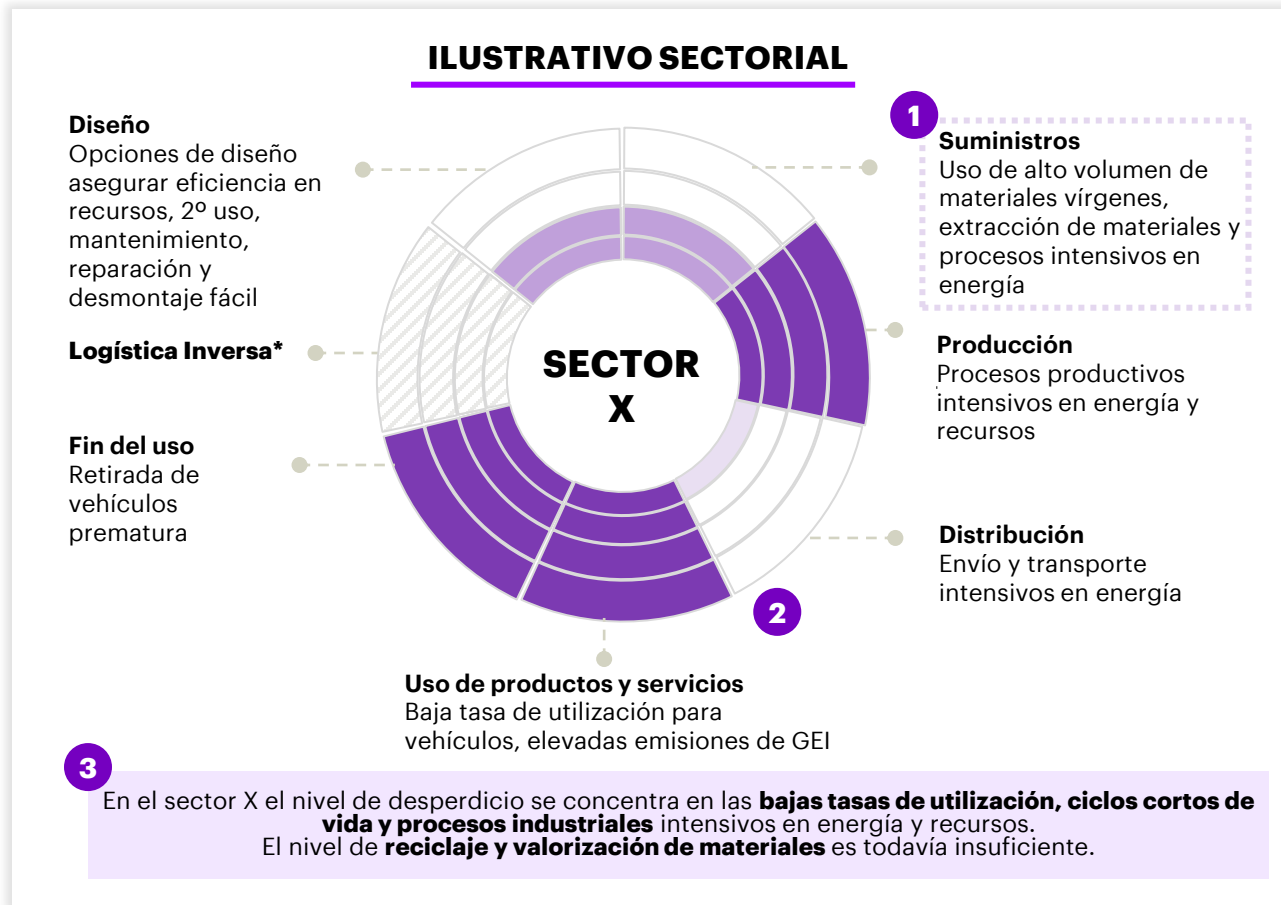 ILUSTRATIVO SECTORIAL
Diseño
Opciones de diseño
asegurar eficiencia en
recursos, 2º uso,
mantenimiento,
reparación y
desmontaje fácil
Logística Inversa*
Fin del uso
Retirada de
vehículos
prematura
SECTOR
X
1
Suministros
Uso de alto volumen de
materiales vírgenes,
extracción de materiales y
procesos intensivos en
energía
Producción
Procesos productivos
intensivos en energía y
recursos
Distribución
Envío y transporte
intensivos en energía
2
Uso de productos y servicios
Baja tasa de utilización para
vehículos, elevadas emisiones de GEI
3
En el sector X el nivel de desperdicio se concentra en las bajas tasas de utilización, ciclos cortos de
vida y procesos industriales intensivos en energía y recursos.
El nivel de reciclaje y valorización de materiales es todavía insuficiente.